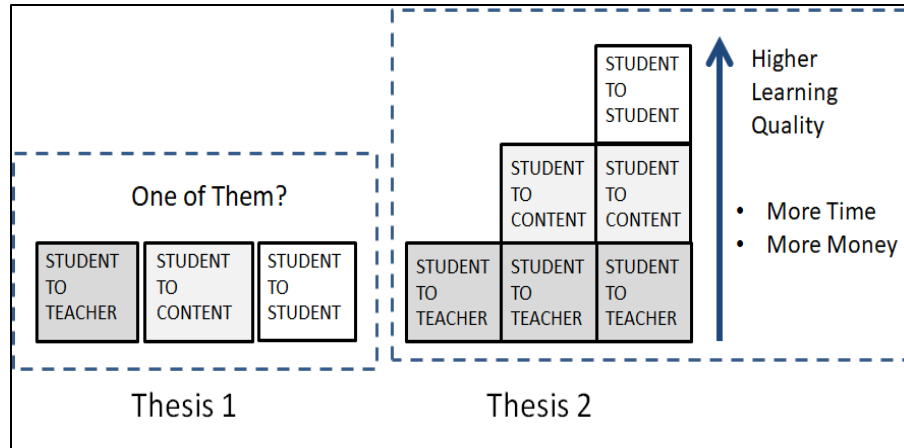 One of Them?
STUDENT
TO
TEACHER
STUDENT
TO
CONTENT
STUDENT
TO
STUDENT
Thesis 1
STUDENT
TO
STUDENT
STUDENT
TO
CONTENT
STUDENT
TO
CONTENT
STUDENT
TO
TEACHER
STUDENT
TO
TEACHER
STUDENT
TO
TEACHER
Higher
Learning
Quality
• More Time
• More Money
Thesis 2